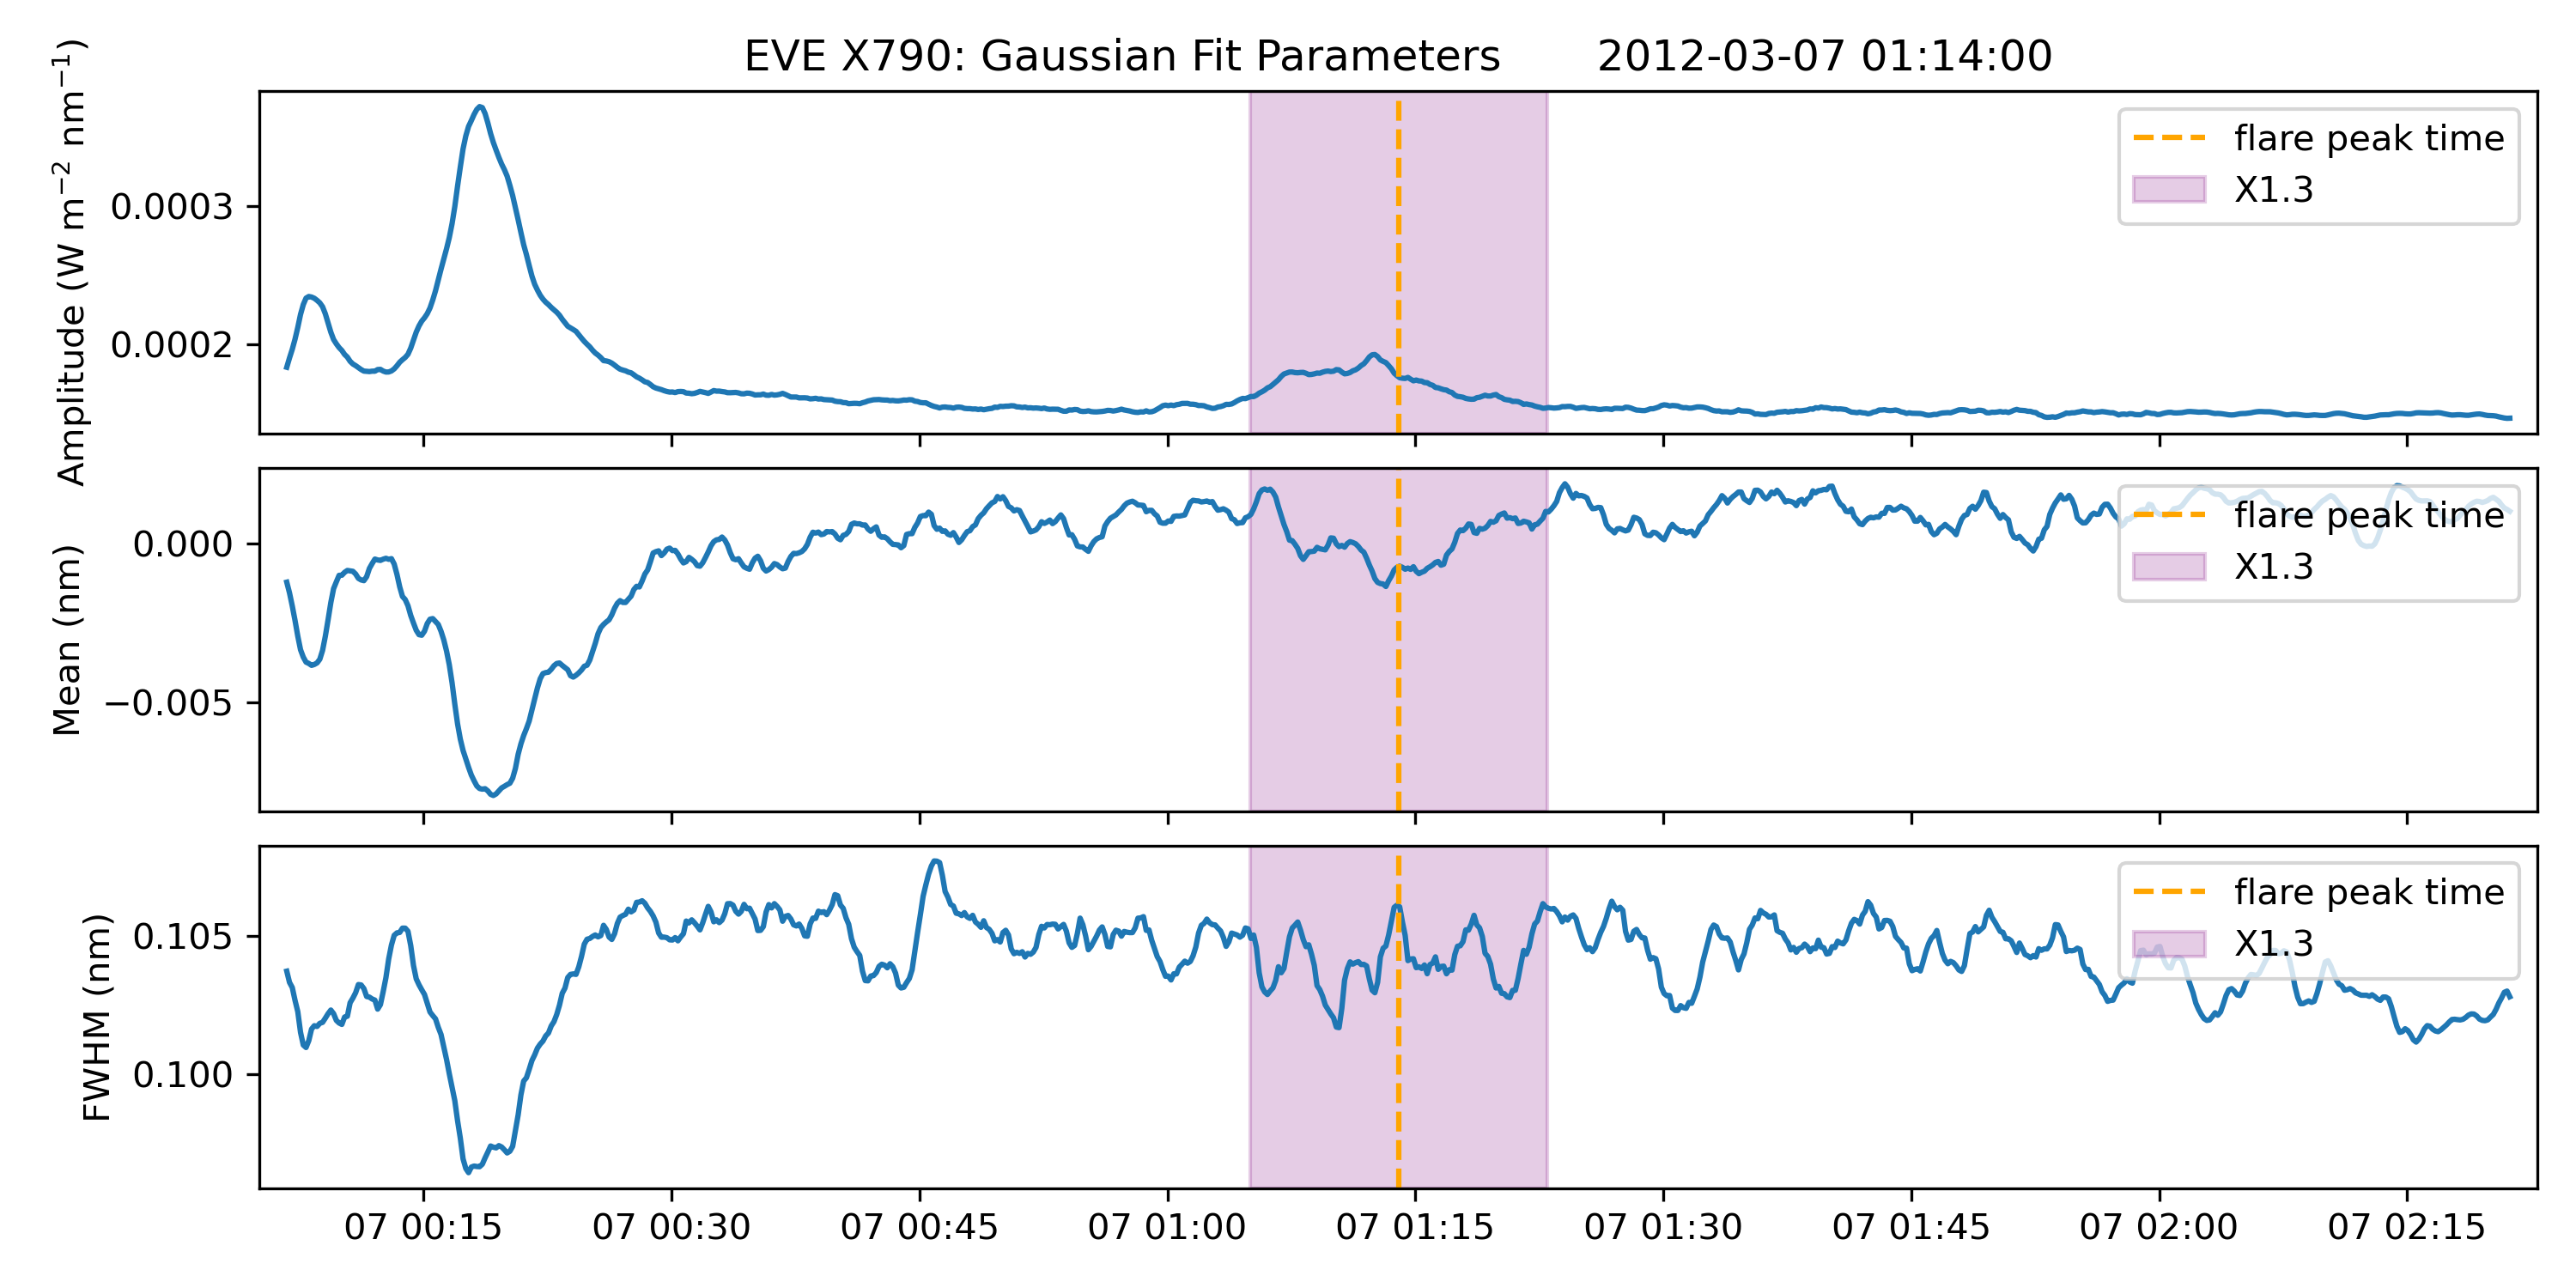 EVE X790: Gaussian Fit Parameters 2012-03-07 01:14:00
Amplitude (W m⁻² nm⁻¹)
0.0003
0.0002
flare peak time
X1.3
Mean (nm)
0.000
−0.005
flare peak time
X1.3
FWHM (nm)
0.105
0.100
flare peak time
X1.3
07 00:15 07 00:30 07 00:45 07 01:00 07 01:15 07 01:30 07 01:45 07 02:00 07 02:15